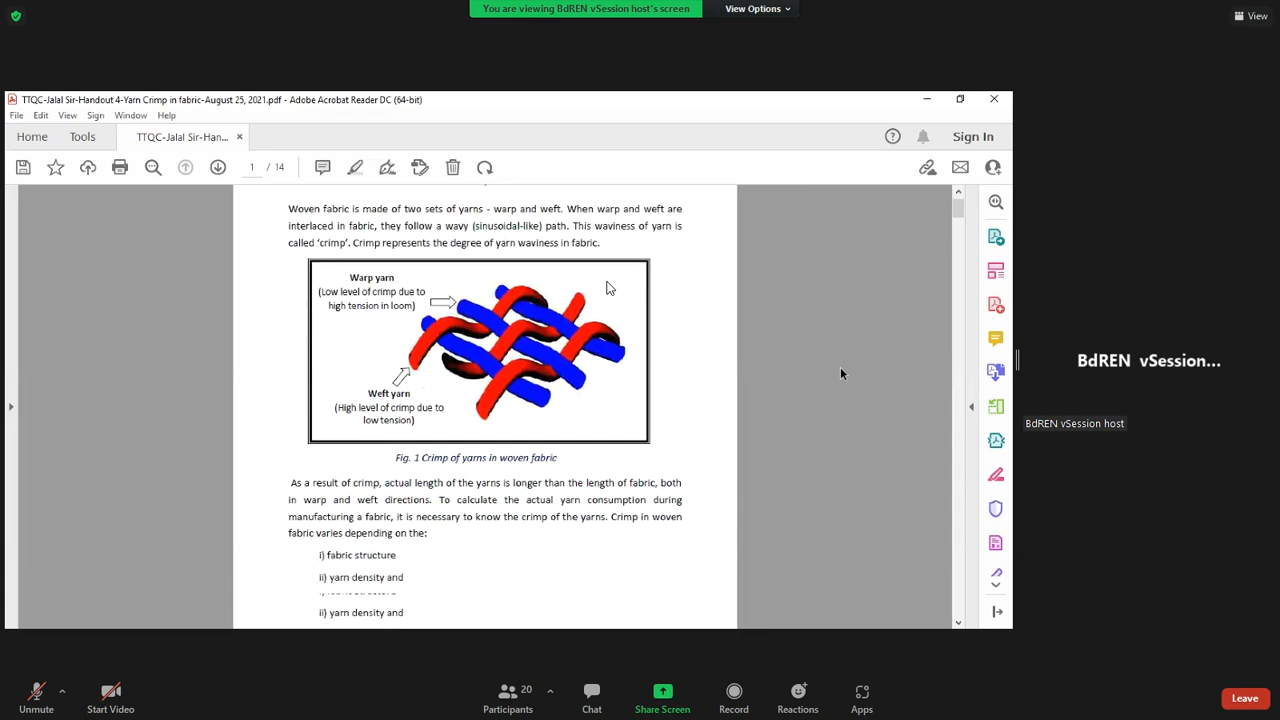 You are viewing BdREN vSession host's screen
View Options
View
TTQC-Jalal Sir-Handout 4-Yarn Crimp in fabric-August 25, 2021.pdf - Adobe Acrobat Reader DC (64-bit)
File Edit View Sign Window Help
Home Tools TTQC-Jalal Sir-Han... × Sign In
1 / 14
Woven fabric is made of two sets of yarns - warp and weft. When warp and weft are
interlaced in fabric, they follow a wavy (sinusoidal-like) path. This waviness of yarn is
called 'crimp'. Crimp represents the degree of yarn waviness in fabric.
Warp yarn
(Low level of crimp due to
high tension in loom)
Weft yarn
(High level of crimp due to
low tension)
Fig. 1 Crimp of yarns in woven fabric
As a result of crimp, actual length of the yarns is longer than the length of fabric, both
in warp and weft directions. To calculate the actual yarn consumption during
manufacturing a fabric, it is necessary to know the crimp of the yarns. Crimp in woven
fabric varies depending on the:
i) fabric structure
ii) yarn density and
ii) yarn density and
BdREN vSession...
BdREN vSession host
Unmute Start Video Participants 20 Chat Share Screen Record Reactions Apps Leave